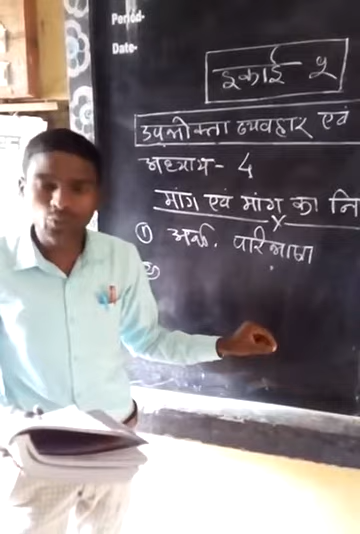 Period-
Date-
इकाई - 2
उपभोक्ता व्यवहार एवं
अध्याय - 4
मांग एवं मांग का नि
x
① अर्थ, परिभाषा
②